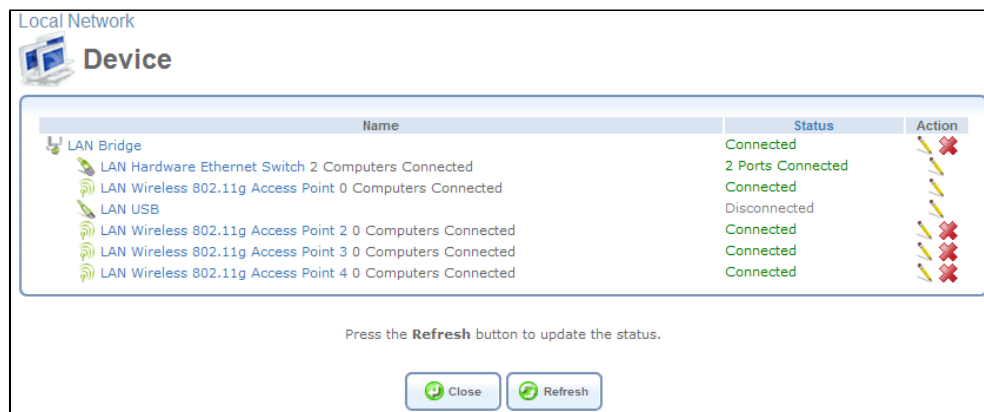 Local Network
Device
Name Status Action
LAN Bridge Connected
LAN Hardware Ethernet Switch 2 Computers Connected 2 Ports Connected
LAN Wireless 802.11g Access Point 0 Computers Connected Connected
LAN USB Disconnected
LAN Wireless 802.11g Access Point 2 0 Computers Connected Connected
LAN Wireless 802.11g Access Point 3 0 Computers Connected Connected
LAN Wireless 802.11g Access Point 4 0 Computers Connected Connected
Press the Refresh button to update the status.
Close Refresh